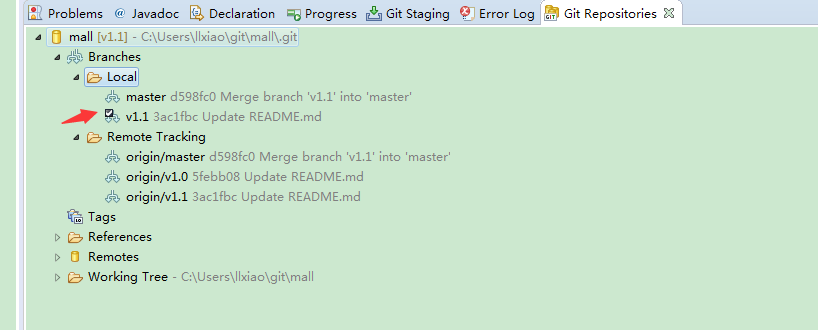 Problems @ Javadoc Declaration Progress Git Staging Error Log Git Repositories
mall [v1.1] - C:\Users\llxiao\git\mall\.git
Branches
Local
master d598fc0 Merge branch 'v1.1' into 'master'
v1.1 3ac1fbc Update README.md
Remote Tracking
origin/master d598fc0 Merge branch 'v1.1' into 'master'
origin/v1.0 5febb08 Update README.md
origin/v1.1 3ac1fbc Update README.md
Tags
References
Remotes
Working Tree - C:\Users\llxiao\git\mall